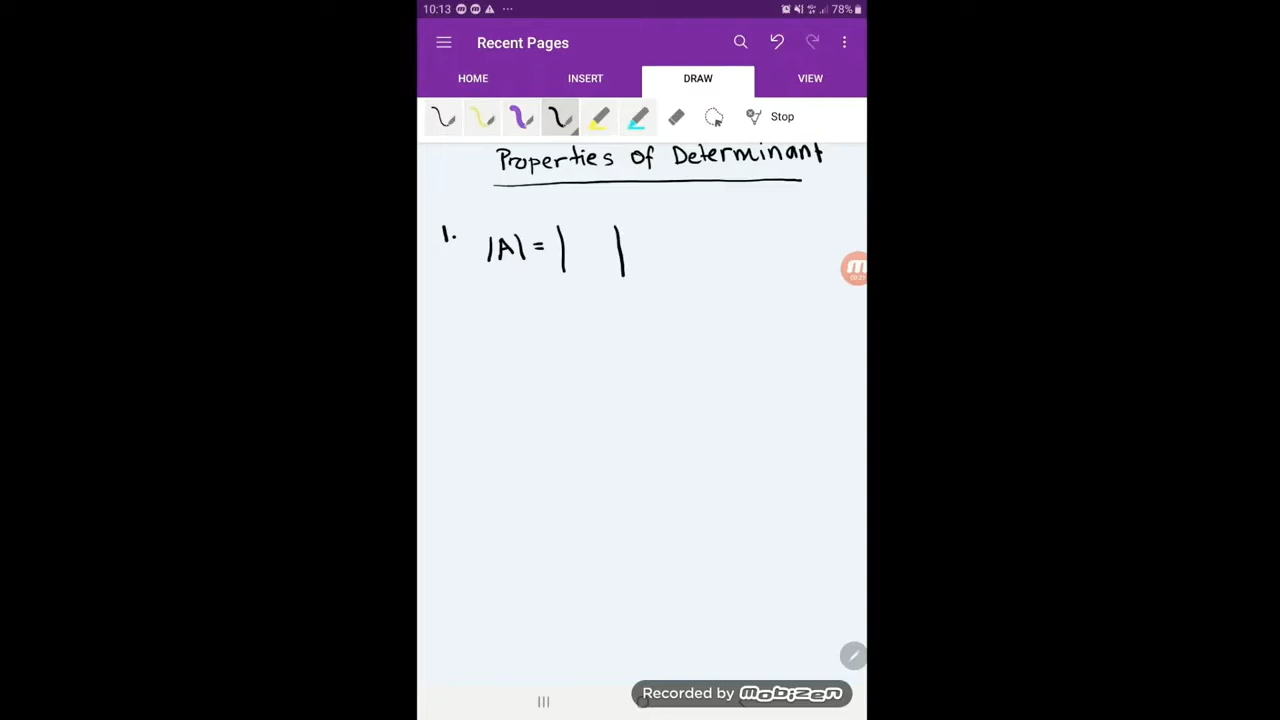 10:13 78%
Recent Pages
HOME INSERT DRAW VIEW
Stop
Properties of Determinant
1. |A| = | |
Recorded by mobizen